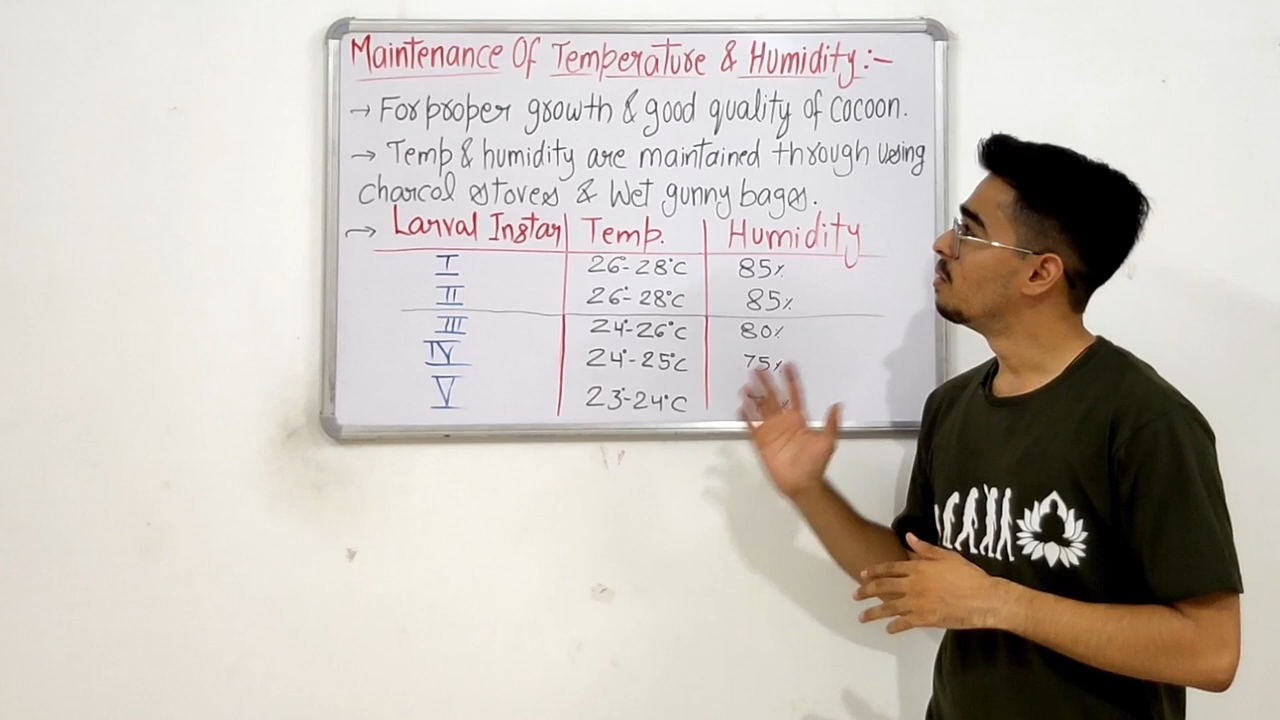 Maintenance Of Temperature & Humidity:-
→ For proper growth & good quality of cocoon.
→ Temp & humidity are maintained through using
charcol stoves & Wet gunny bages.
→ Larval Instar Temp. Humidity
I 26-28°C 85%
II 26°-28°C 85%
III 24°-26°C 80%
IV 24°-25°C 75%
V 23°-24°C